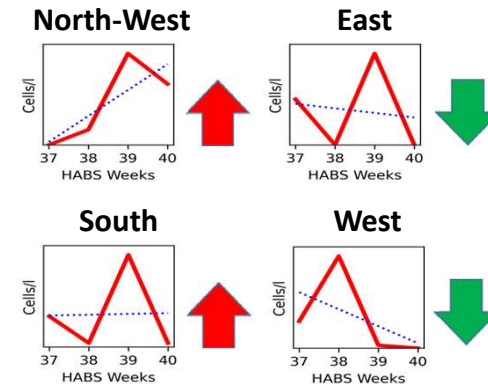 North-West
Cells/l
37 38 39 40
HABS Weeks
East
Cells/l
37 38 39 40
HABS Weeks
South
Cells/l
37 38 39 40
HABS Weeks
West
Cells/l
37 38 39 40
HABS Weeks